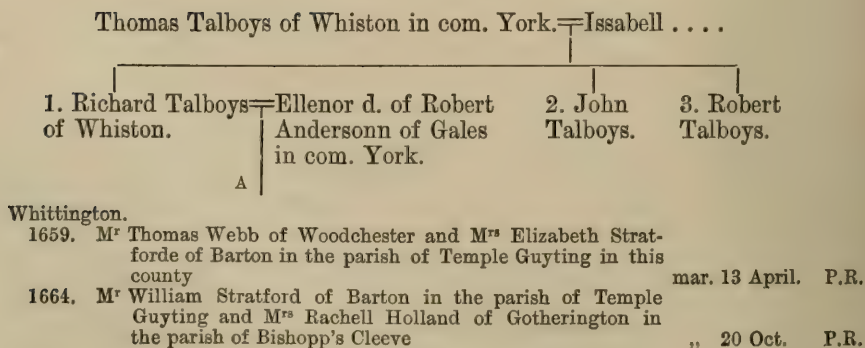 Thomas Talboys of Whiston in com. York.=Issabell . . . .
1. Richard Talboys=Ellenor d. of Robert 2. John 3. Robert
of Whiston. Andersonn of Gales Talboys. Talboys.
in com. York.
A
Whittington.
1659. Mr Thomas Webb of Woodchester and Mrs Elizabeth Strat-
forde of Barton in the parish of Temple Guyting in this
county mar. 13 April. P.R.
1664. Mr William Stratford of Barton in the parish of Temple
Guyting and Mrs Rachell Holland of Gotherington in
the parish of Bishopp's Cleeve ,, 20 Oct. P.R.